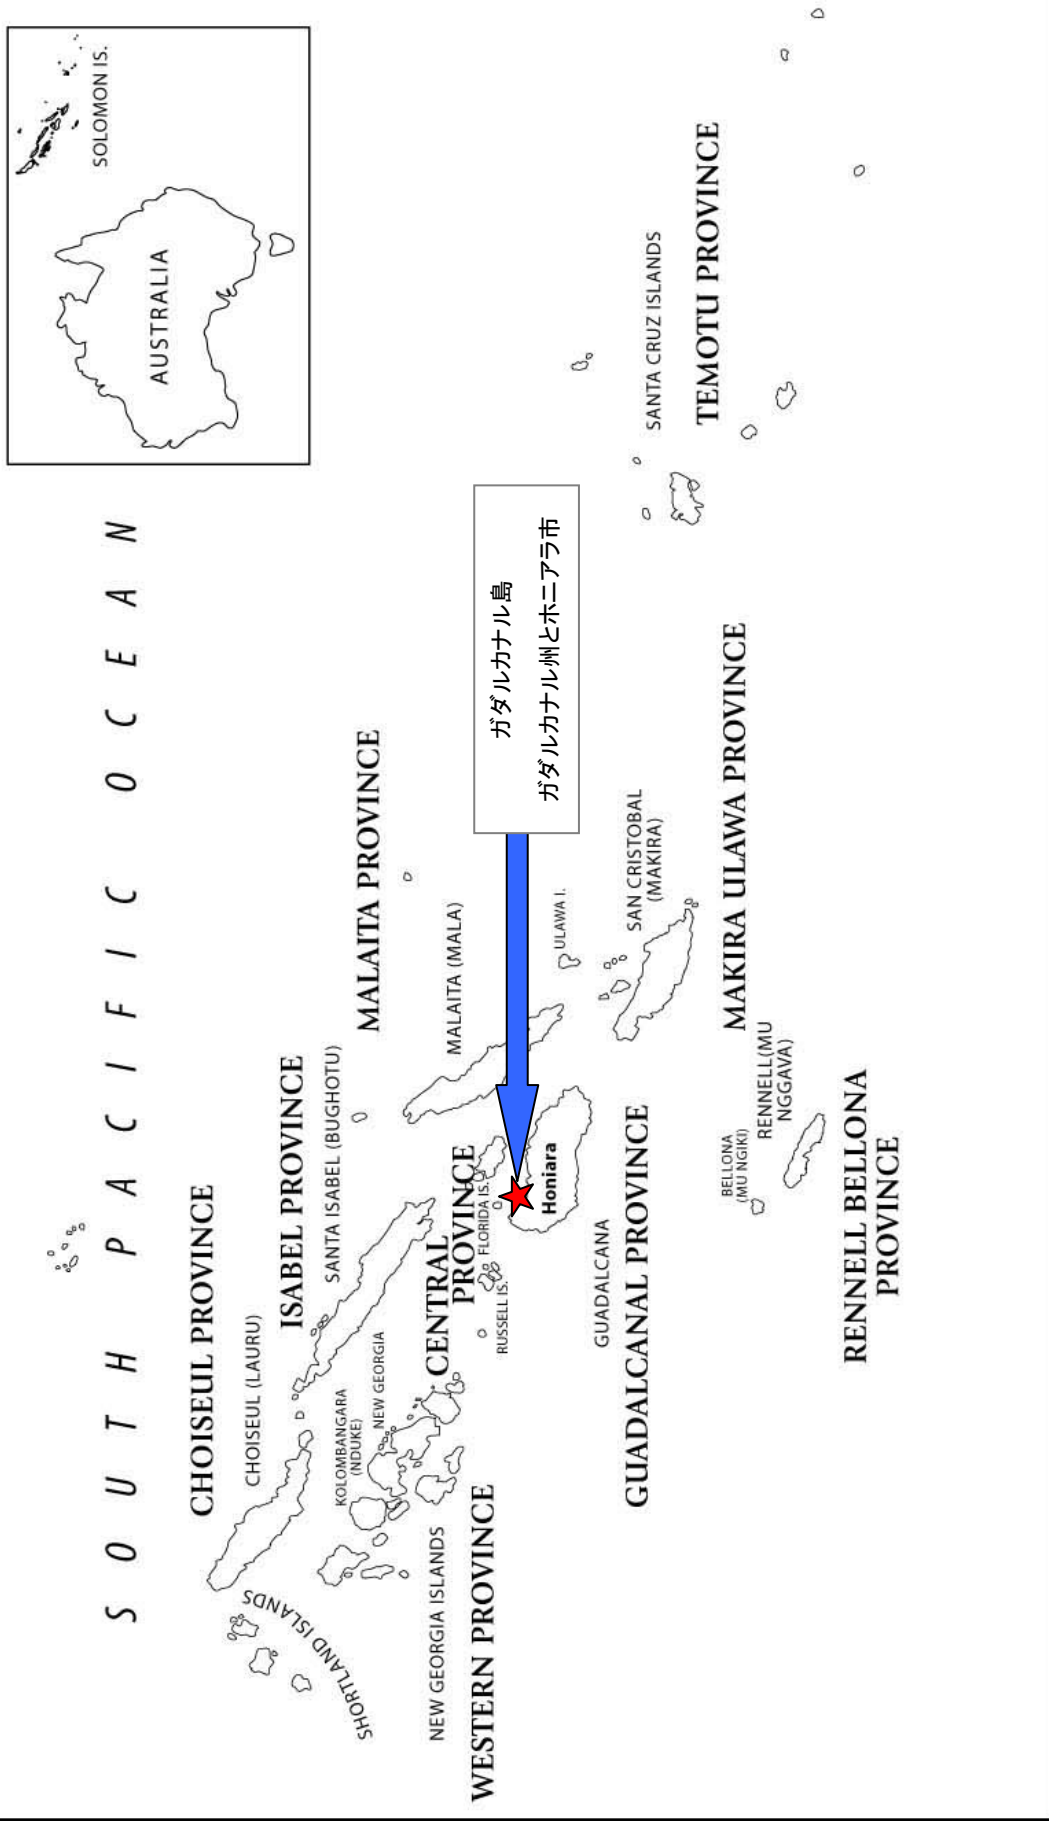 SOLOMON IS.
AUSTRALIA
SOUTH PACIFIC OCEAN
CHOISEUL PROVINCE
CHOISEUL (LAURU)
SHORTLAND ISLANDS
ISABEL PROVINCE
SANTA ISABEL (BUGHOTU)
MALAITA PROVINCE
MALAITA (MALA)
KOLOMBANGARA
(NDUKE)
NEW GEORGIA
NEW GEORGIA ISLANDS
WESTERN PROVINCE
CENTRAL
PROVINCE
FLORIDA IS.
RUSSELL IS.
ガダルカナル島
ガダルカナル州とホニアラ市
Honiara
GUADALCANA
GUADALCANAL PROVINCE
ULAWA I.
SAN CRISTOBAL
(MAKIRA)
MAKIRA ULAWA PROVINCE
SANTA CRUZ ISLANDS
TEMOTU PROVINCE
BELLONA
(MU NGIKI)
RENNELL(MU
NGGAVA)
RENNELL BELLONA
PROVINCE